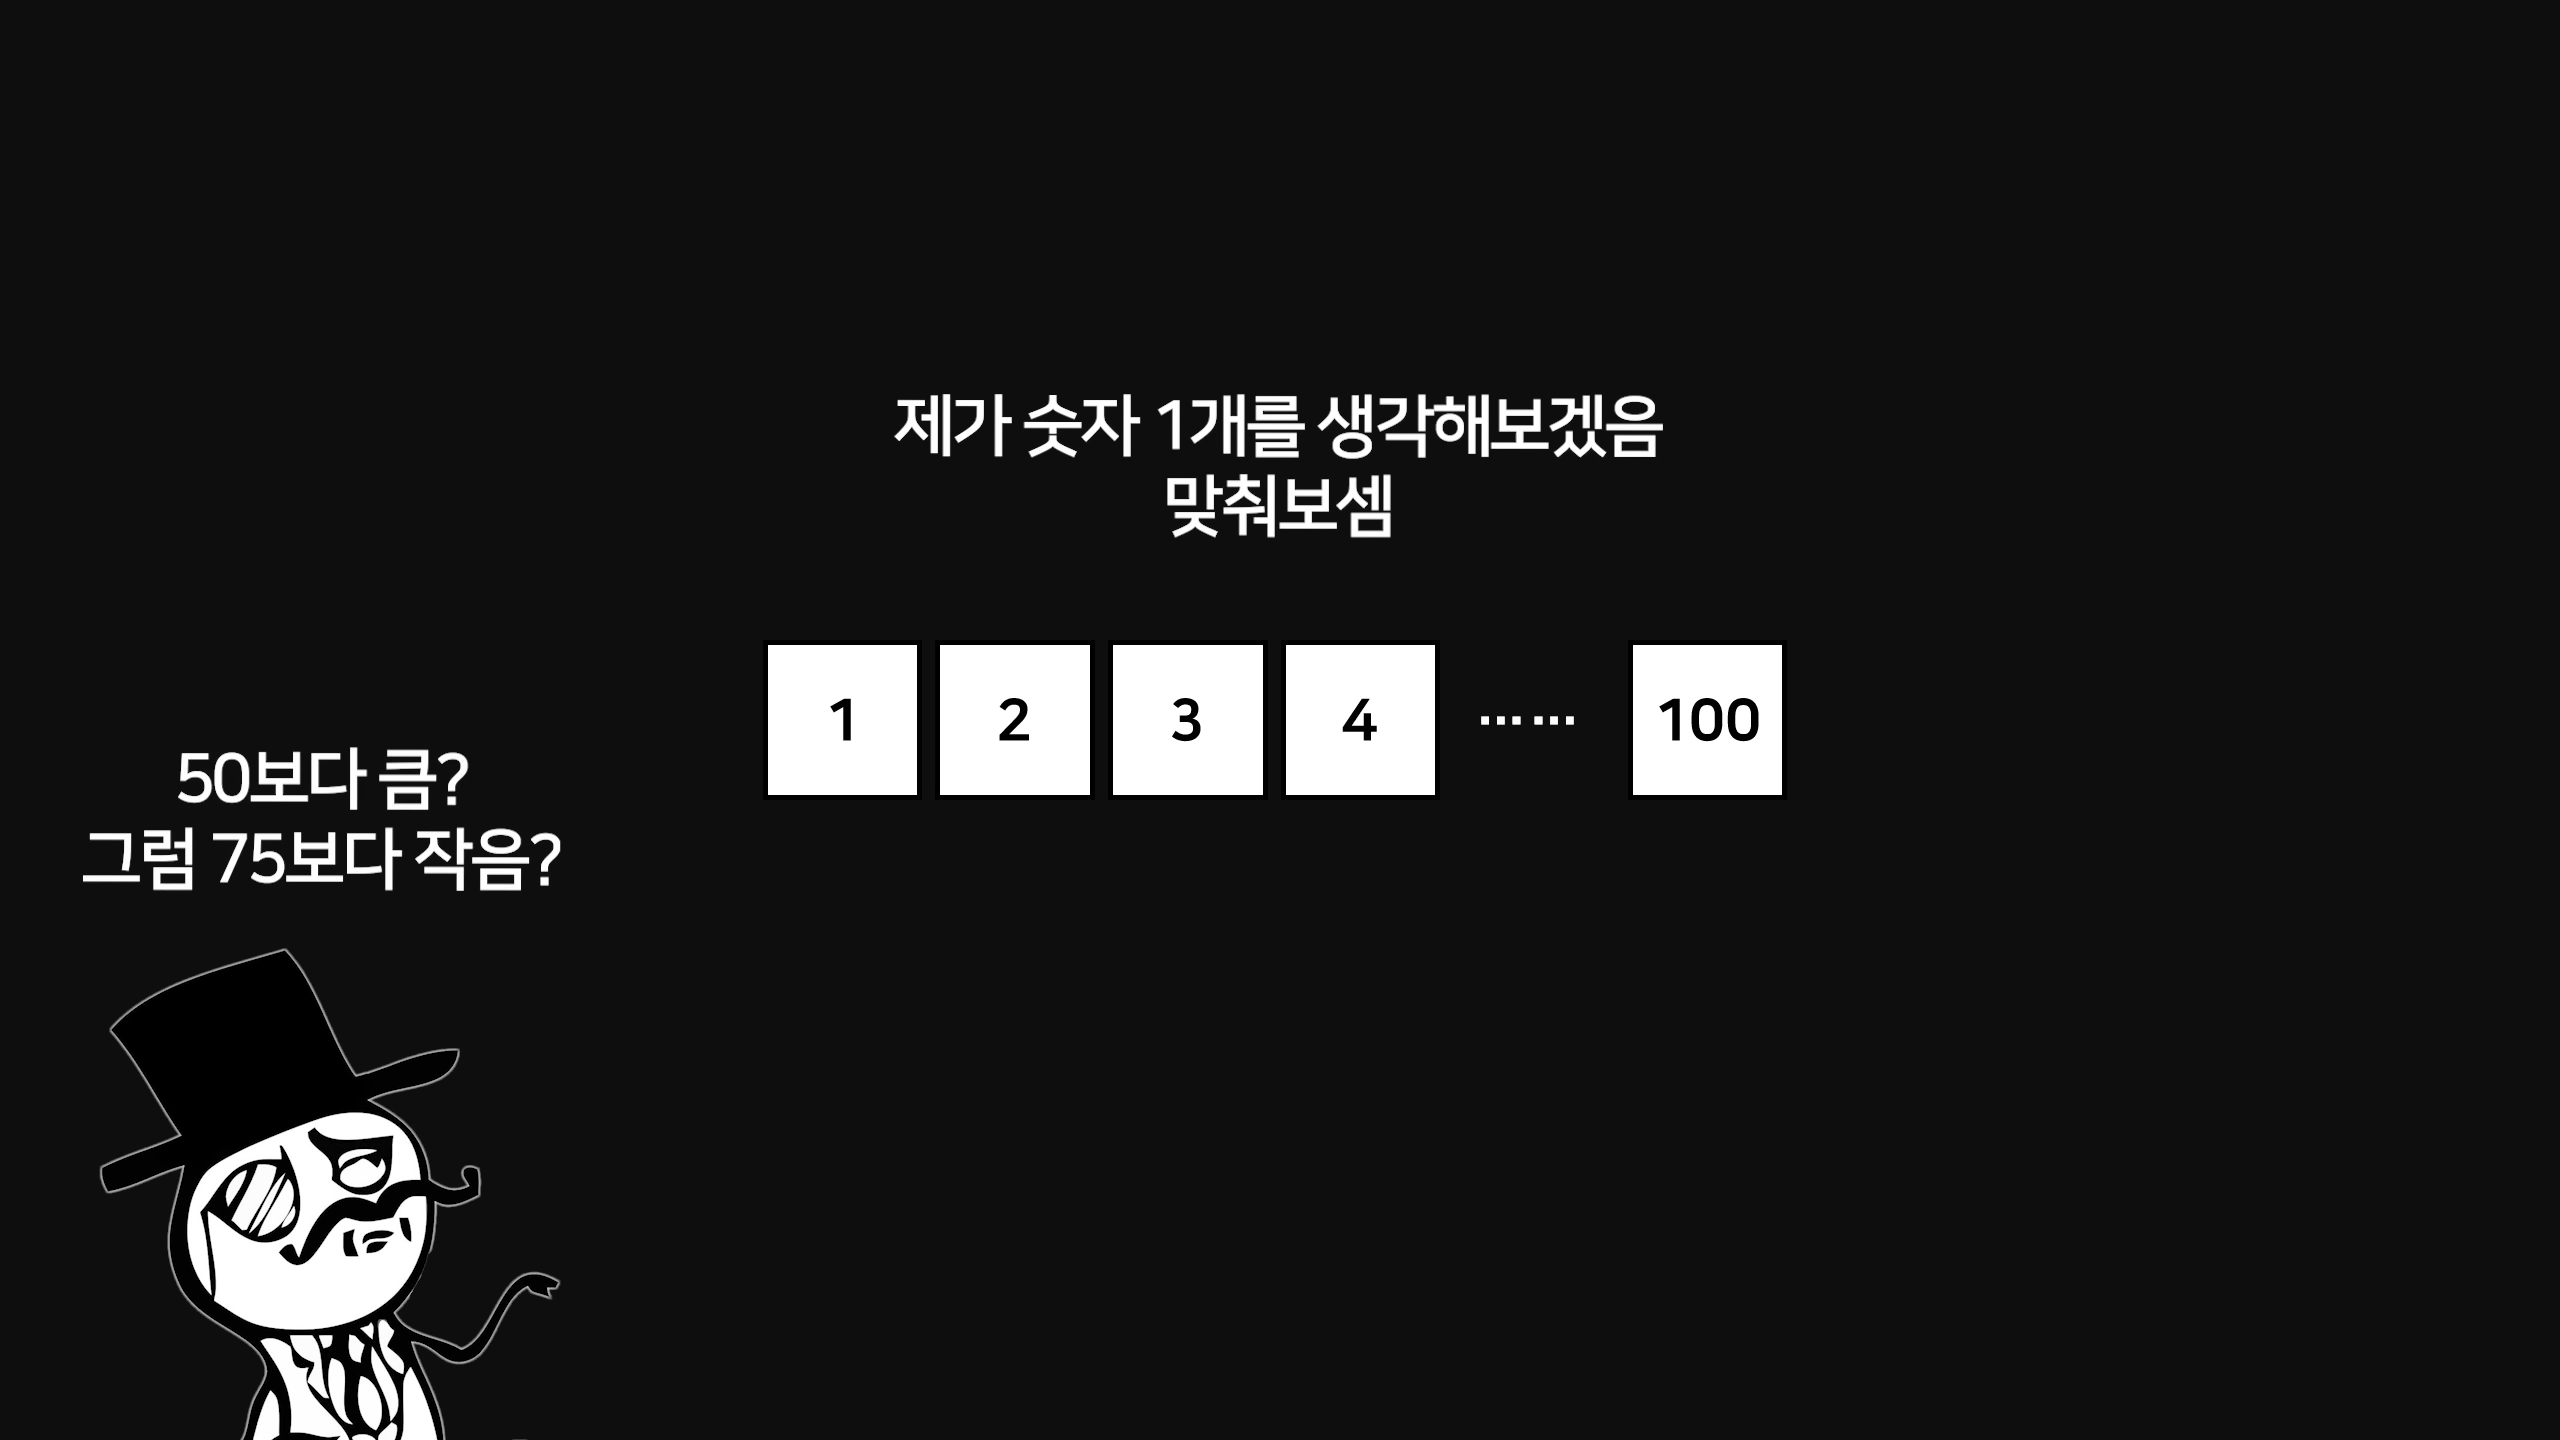 제가 숫자 1개를 생각해보겠음
맞춰보셈
1 2 3 4 ...... 100
50보다 큼?
그럼 75보다 작음?